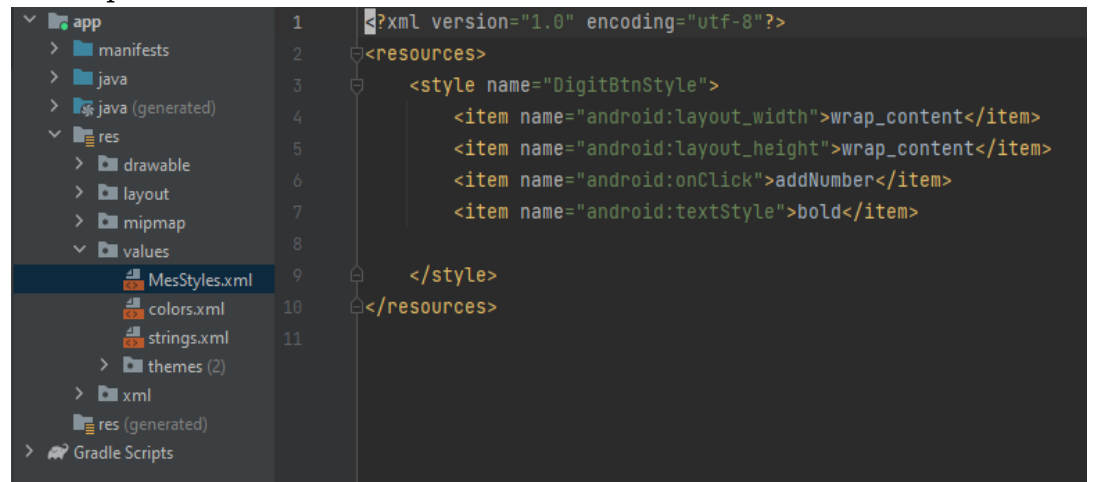 app
manifests
java
java (generated)
res
drawable
layout
mipmap
values
MesStyles.xml
colors.xml
strings.xml
themes (2)
xml
res (generated)
Gradle Scripts
1 <?xml version="1.0" encoding="utf-8"?>
2 <resources>
3     <style name="DigitBtnStyle">
4         <item name="android:layout_width">wrap_content</item>
5         <item name="android:layout_height">wrap_content</item>
6         <item name="android:onClick">addNumber</item>
7         <item name="android:textStyle">bold</item>
8
9     </style>
10 </resources>
11